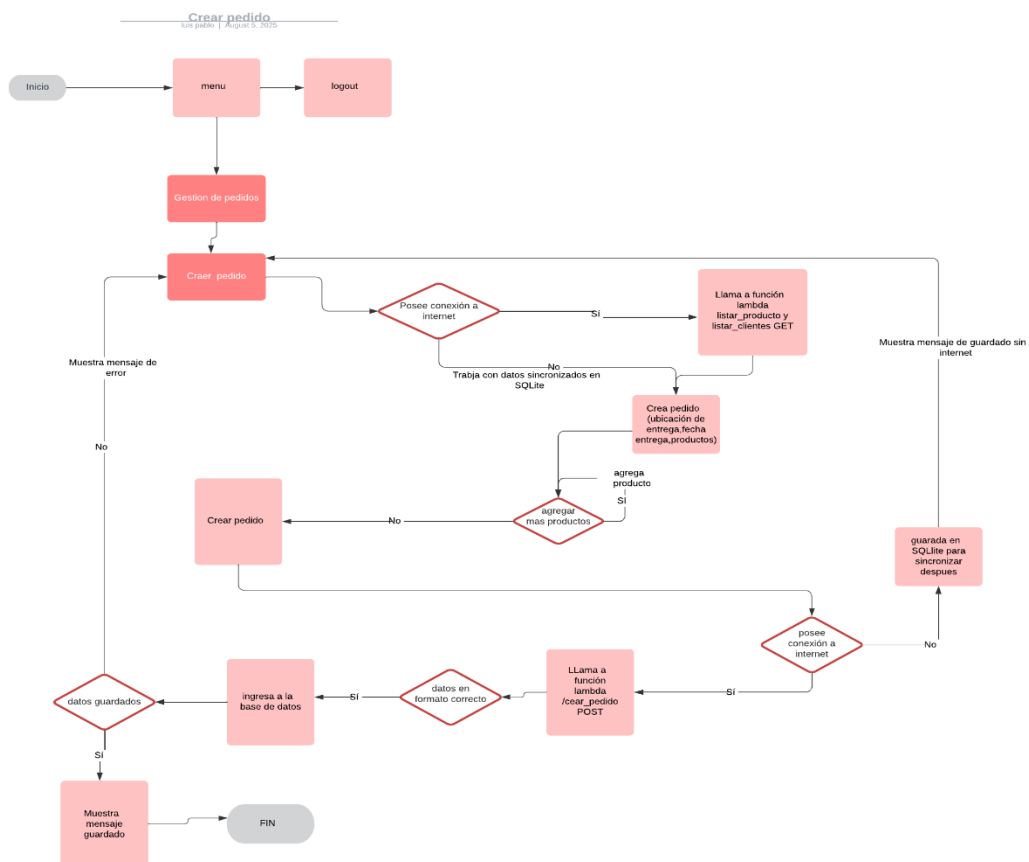 Crear pedido
luis pablo | August 5, 2025
Inicio
menu
logout
Gestion de pedidos
Craer pedido
Posee conexión a
internet
Sí
Llama a función
lambda
listar_producto y
listar_clientes GET
Muestra mensaje de guardado sin
internet
Muestra mensaje de
error
No
Trabja con datos sincronizados en
SQLite
Crea pedido
(ubicación de
entrega,fecha
entrega,productos)
agrega
producto
Sí
agregar
mas productos
No
Crear pedido
No
guarada en
SQLlite para
sincronizar
despues
posee
conexión a
internet
No
Sí
LLama a
función
lambda
/cear_pedido
POST
datos en
formato correcto
Sí
ingresa a la
base de datos
datos guardados
Sí
Muestra
mensaje
guardado
FIN